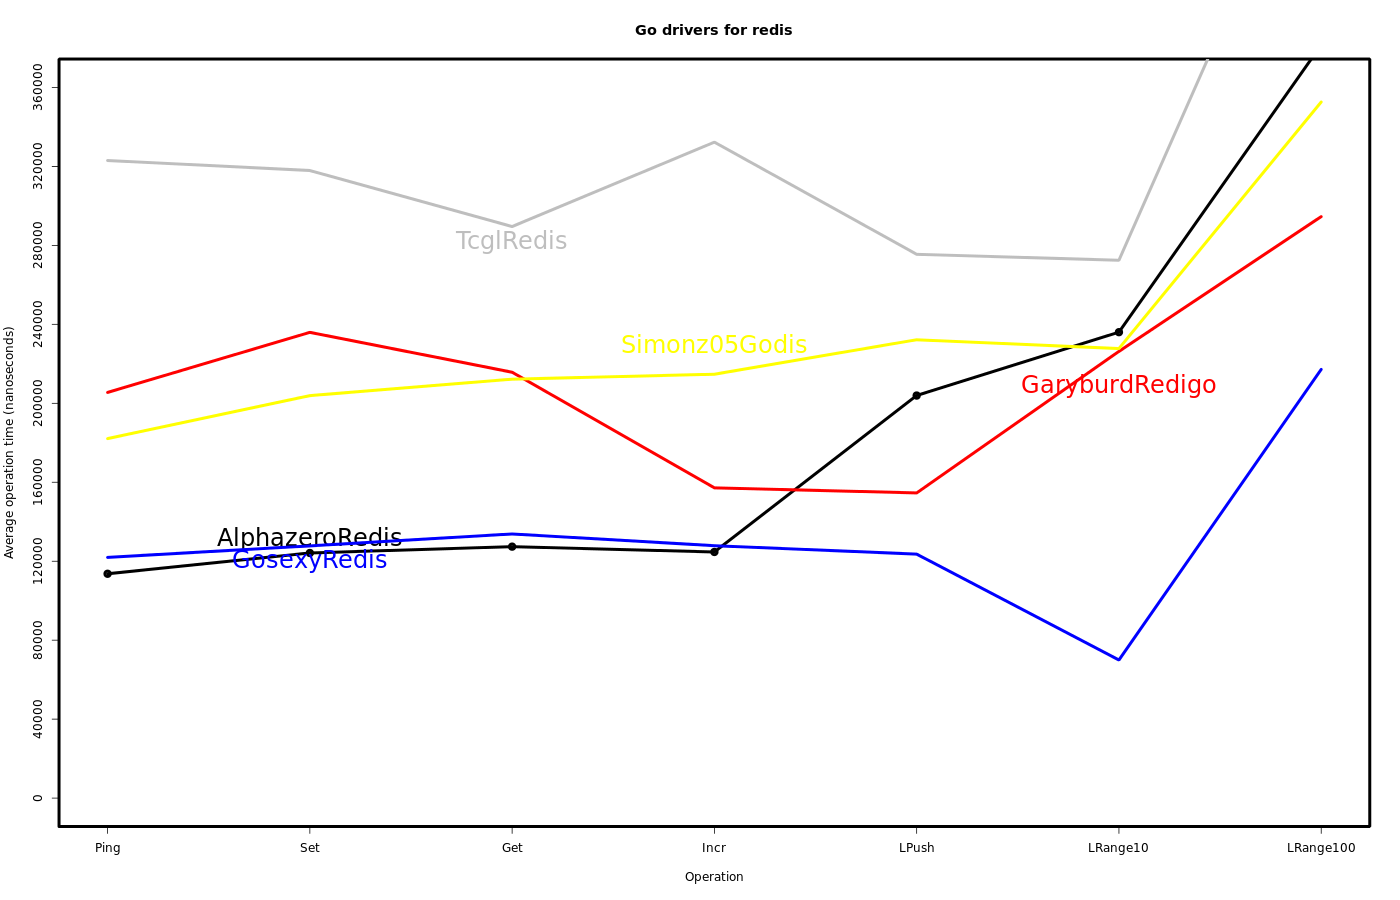 Go drivers for redis
Average operation time (nanoseconds)
360000
320000
280000
240000
200000
160000
120000
80000
40000
0
TcglRedis
Simonz05Godis
GaryburdRedigo
AlphazeroRedis
GosexyRedis
Ping Set Get Incr LPush LRange10 LRange100
Operation